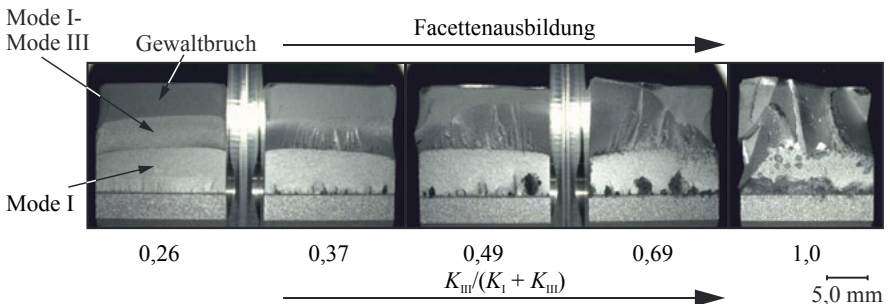 Mode I-
Mode III
Gewaltbruch
Facettenausbildung
Mode I
0,26 0,37 0,49 0,69 1,0
K_III/(K_I + K_III)
5,0 mm